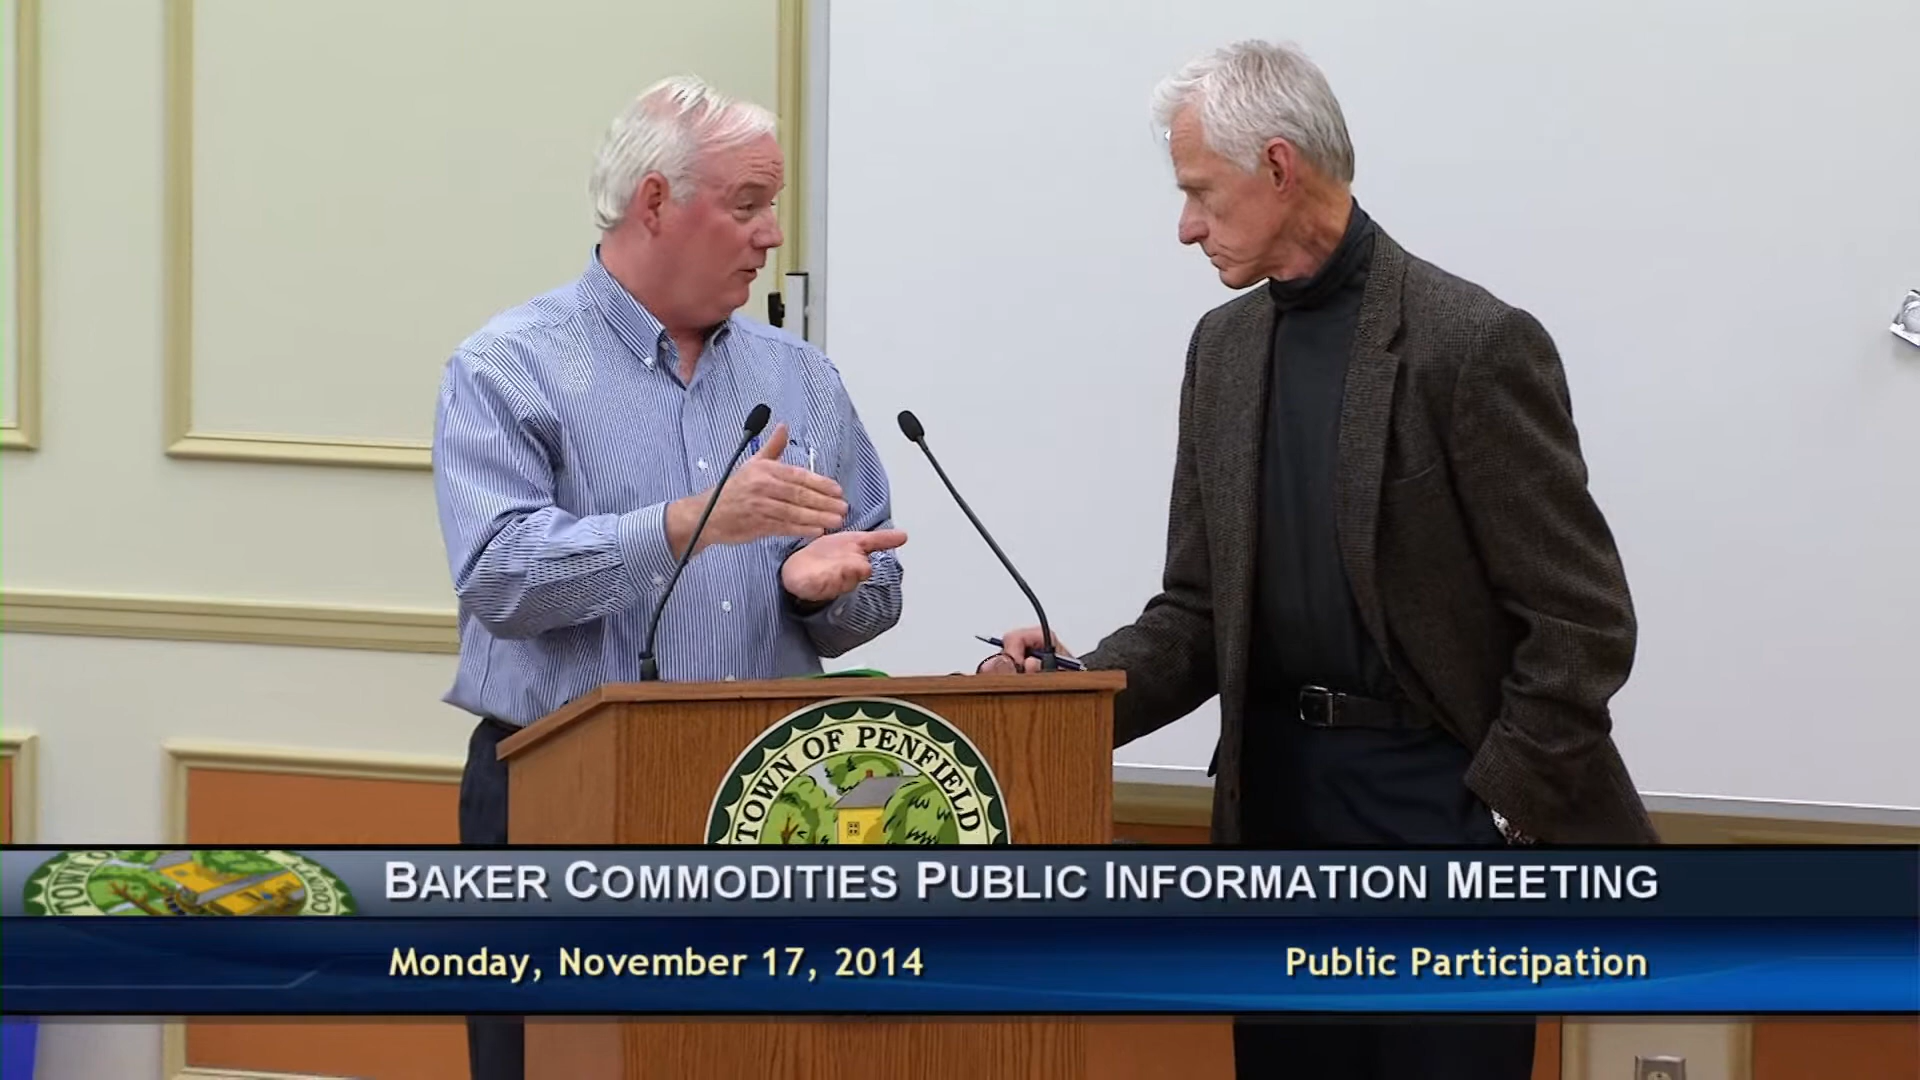 TOWN OF PENFIELD
BAKER COMMODITIES PUBLIC INFORMATION MEETING
Monday, November 17, 2014
Public Participation